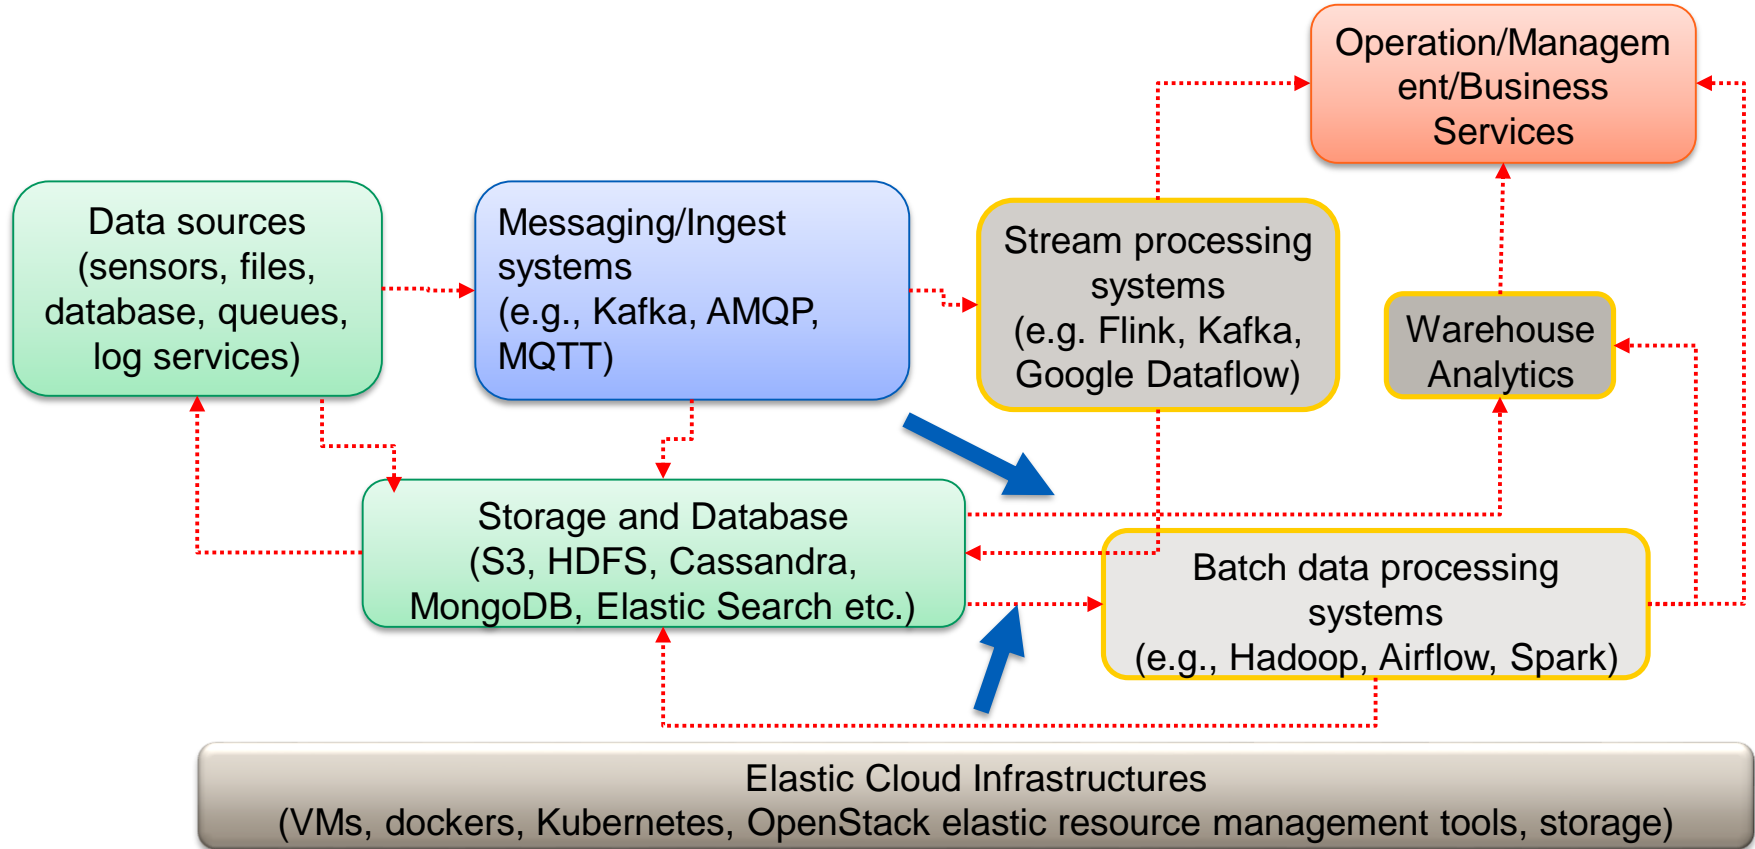 Operation/Managem
ent/Business
Services
Data sources
(sensors, files,
database, queues,
log services)
Messaging/Ingest
systems
(e.g., Kafka, AMQP,
MQTT)
Stream processing
systems
(e.g. Flink, Kafka,
Google Dataflow)
Warehouse
Analytics
Storage and Database
(S3, HDFS, Cassandra,
MongoDB, Elastic Search etc.)
Batch data processing
systems
(e.g., Hadoop, Airflow, Spark)
Elastic Cloud Infrastructures
(VMs, dockers, Kubernetes, OpenStack elastic resource management tools, storage)